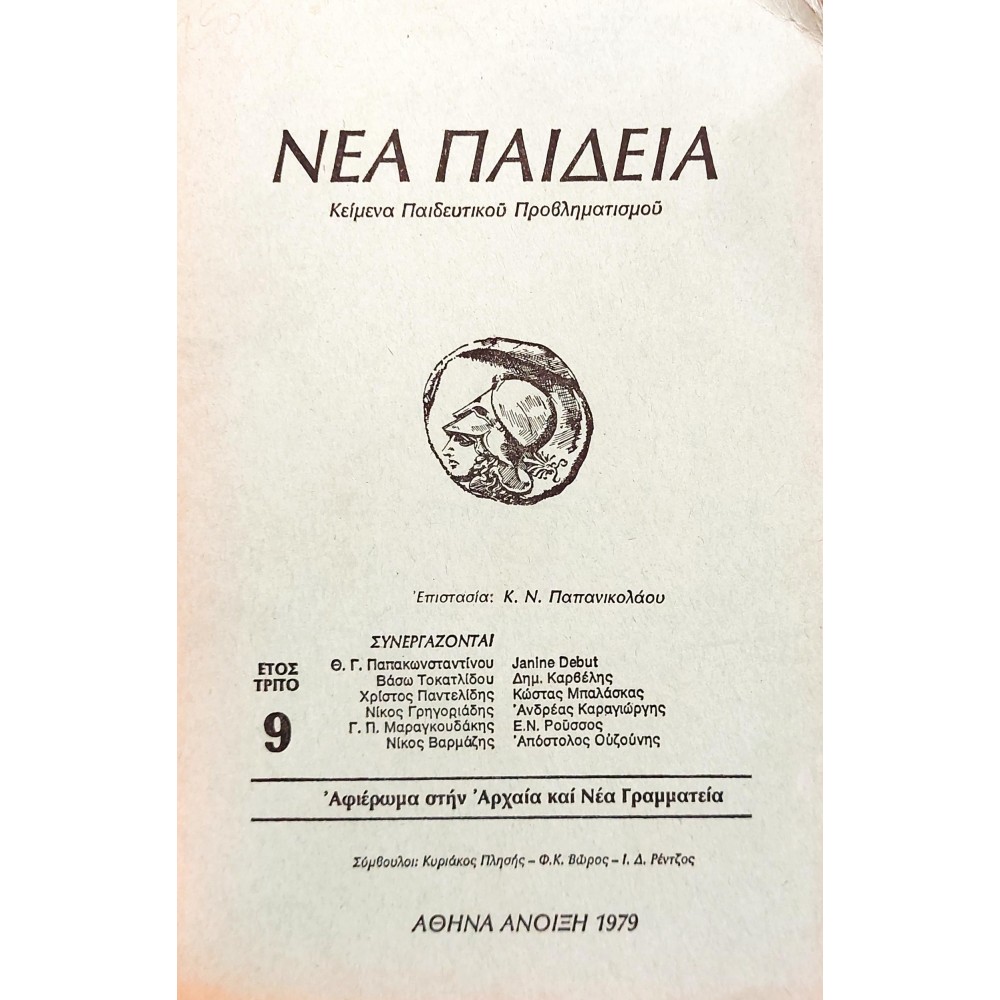 ΝΕΑ ΠΑΙΔΕΙΑ
Κείμενα Παιδευτικοῦ Προβληματισμοῦ
Ἐπιστασία: Κ. Ν. Παπανικολάου
ΣΥΝΕΡΓΑΖΟΝΤΑΙ
ΕΤΟΣ
ΤΡΙΤΟ
9
Θ. Γ. Παπακωνσταντίνου
Βάσω Τοκατλίδου
Χρίστος Παντελίδης
Νίκος Γρηγοριάδης
Γ. Π. Μαραγκουδάκης
Νίκος Βαρμάζης
Janine Debut
Δημ. Καρβέλης
Κώστας Μπαλάσκας
Ἀνδρέας Καραγιώργης
Ε.Ν. Ροῦσσος
Ἀπόστολος Οὐζούνης
Ἀφιέρωμα στήν Ἀρχαία καί Νέα Γραμματεία
Σύμβουλοι: Κυριάκος Πλησής – Φ.Κ. Βῶρος – Ι. Δ. Ρέντζος
ΑΘΗΝΑ ΑΝΟΙΞΗ 1979